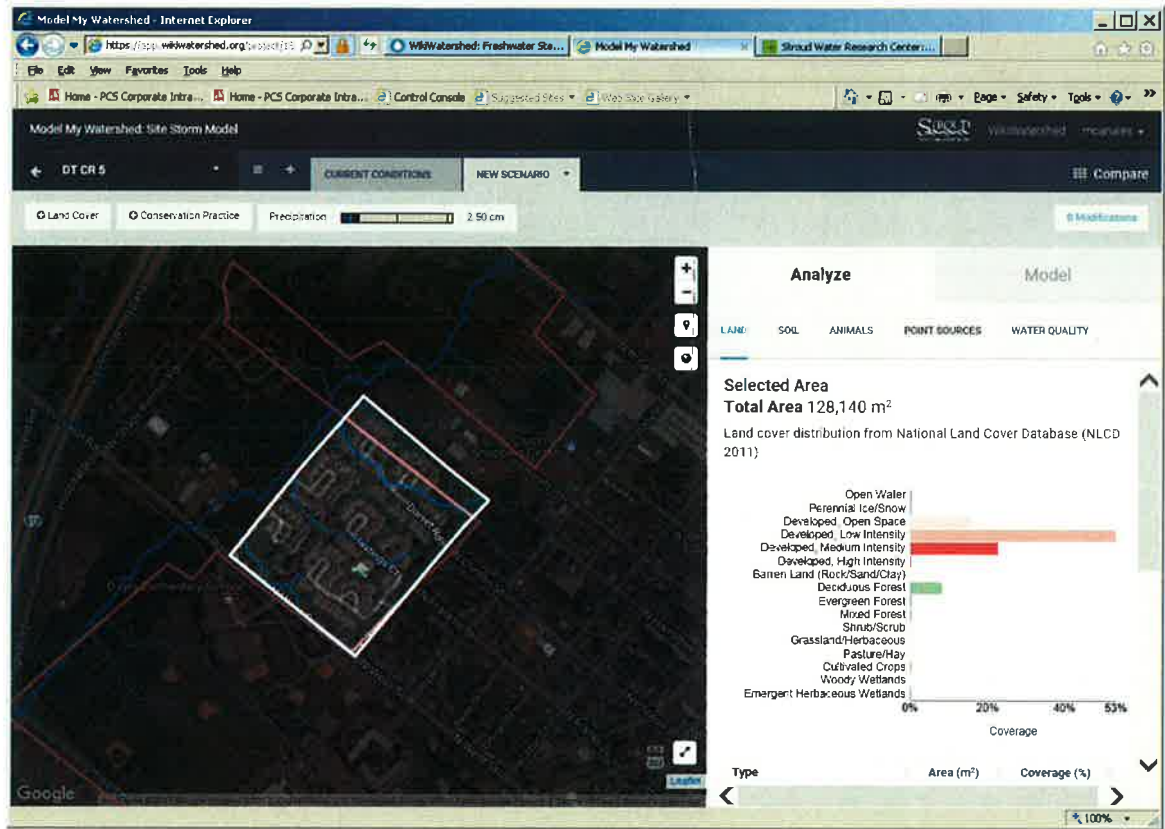 Model My Watershed - Internet Explorer
WikiWatershed: Freshwater Ste... Model My Watershed Stroud Water Research Center:...
File Edit View Favorites Tools Help
Home - PCS Corporate Intra... Home - PCS Corporate Intra... Control Console Suggested Sites Web Slice Gallery Page Safety Tools
Model My Watershed: Site Storm Model
WikiWatershed
DT CR 5 CURRENT CONDITIONS NEW SCENARIO Compare
Land Cover Conservation Practice Precipitation 2.50 cm 0 Modifications
Analyze Model
LAND SOIL ANIMALS POINT SOURCES WATER QUALITY
Selected Area
Total Area 128,140 m²
Land cover distribution from National Land Cover Database (NLCD
2011)
Open Water
Perennial Ice/Snow
Developed, Open Space
Developed, Low Intensity
Developed, Medium Intensity
Developed, High Intensity
Barren Land (Rock/Sand/Clay)
Deciduous Forest
Evergreen Forest
Mixed Forest
Shrub/Scrub
Grassland/Herbaceous
Pasture/Hay
Cultivated Crops
Woody Wetlands
Emergent Herbaceous Wetlands
0% 20% 40% 53%
Coverage
Type Area (m²) Coverage (%)
Leaflet
Google
100%